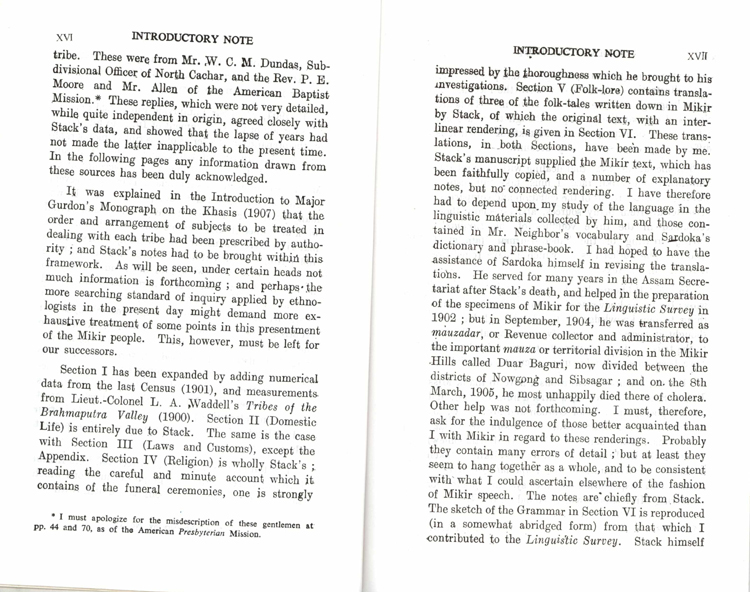 XVI
INTRODUCTORY NOTE
tribe. These were from Mr. W. C. M. Dundas, Sub-
divisional Officer of North Cachar, and the Rev. P. E.
Moore and Mr. Allen of the American Baptist
Mission.* These replies, which were not very detailed,
while quite independent in origin, agreed closely with
Stack's data, and showed that the lapse of years had
not made the latter inapplicable to the present time.
In the following pages any information drawn from
these sources has been duly acknowledged.
It was explained in the Introduction to Major
Gurdon's Monograph on the Khasis (1907) that the
order and arrangement of subjects to be treated in
dealing with each tribe had been prescribed by autho-
rity ; and Stack's notes had to be brought within this
framework. As will be seen, under certain heads not
much information is forthcoming ; and perhaps the
more searching standard of inquiry applied by ethno-
logists in the present day might demand more ex-
haustive treatment of some points in this presentment
of the Mikir people. This, however, must be left for
our successors.
Section I has been expanded by adding numerical
data from the last Census (1901), and measurements
from Lieut.-Colonel L. A. Waddell's Tribes of the
Brahmaputra Valley (1900). Section II (Domestic
Life) is entirely due to Stack. The same is the case
with Section III (Laws and Customs), except the
Appendix. Section IV (Religion) is wholly Stack's ;
reading the careful and minute account which it
contains of the funeral ceremonies, one is strongly
* I must apologize for the misdescription of these gentlemen at
pp. 44 and 70, as of the American Presbyterian Mission.
INTRODUCTORY NOTE
XVII
impressed by the thoroughness which he brought to his
investigations. Section V (Folk-lore) contains transla-
tions of three of the folk-tales written down in Mikir
by Stack, of which the original text, with an inter-
linear rendering, is given in Section VI. These trans-
lations, in both Sections, have been made by me.
Stack's manuscript supplied the Mikir text, which has
been faithfully copied, and a number of explanatory
notes, but no connected rendering. I have therefore
had to depend upon my study of the language in the
linguistic materials collected by him, and those con-
tained in Mr. Neighbor's vocabulary and Sardoka's
dictionary and phrase-book. I had hoped to have the
assistance of Sardoka himself in revising the transla-
tions. He served for many years in the Assam Secre-
tariat after Stack's death, and helped in the preparation
of the specimens of Mikir for the Linguistic Survey in
1902 ; but in September, 1904, he was transferred as
mauzadar, or Revenue collector and administrator, to
the important mauza or territorial division in the Mikir
Hills called Duar Baguri, now divided between the
districts of Nowgong and Sibsagar ; and on the 8th
March, 1905, he most unhappily died there of cholera.
Other help was not forthcoming. I must, therefore,
ask for the indulgence of those better acquainted than
I with Mikir in regard to these renderings. Probably
they contain many errors of detail ; but at least they
seem to hang together as a whole, and to be consistent
with what I could ascertain elsewhere of the fashion
of Mikir speech. The notes are chiefly from Stack.
The sketch of the Grammar in Section VI is reproduced
(in a somewhat abridged form) from that which I
contributed to the Linguistic Survey. Stack himself